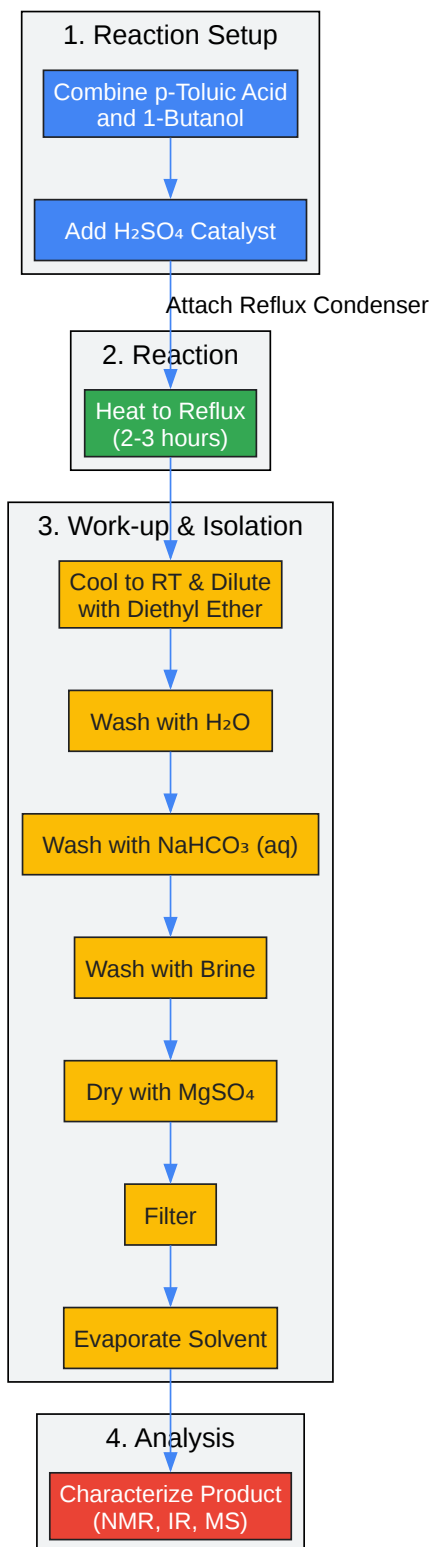 1. Reaction Setup
Combine p-Toluic Acid
and 1-Butanol
Add H₂SO₄ Catalyst
Attach Reflux Condenser
2. Reaction
Heat to Reflux
(2-3 hours)
3. Work-up & Isolation
Cool to RT & Dilute
with Diethyl Ether
Wash with H₂O
Wash with NaHCO₃ (aq)
Wash with Brine
Dry with MgSO₄
Filter
Evaporate Solvent
4. Analysis
Characterize Product
(NMR, IR, MS)